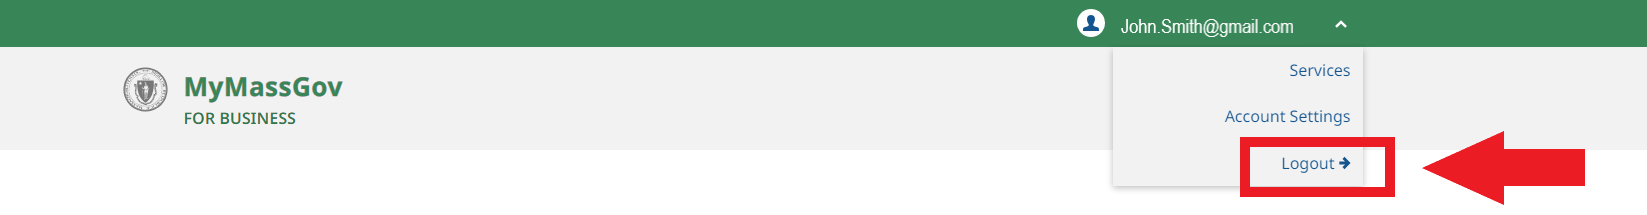 John.Smith@gmail.com
MyMassGov
FOR BUSINESS
Services
Account Settings
Logout